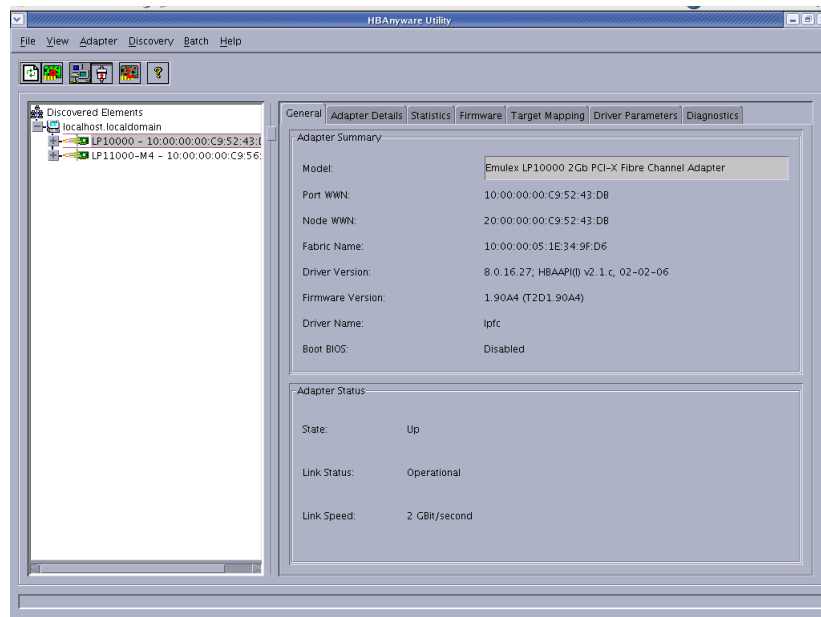 HBAnyware Utility
File View Adapter Discovery Batch Help
Discovered Elements
localhost.localdomain
LP10000 - 10:00:00:00:C9:52:43:
LP11000-M4 - 10:00:00:00:C9:56:
General Adapter Details Statistics Firmware Target Mapping Driver Parameters Diagnostics
Adapter Summary
Model: Emulex LP10000 2Gb PCI-X Fibre Channel Adapter
Port WWN: 10:00:00:00:C9:52:43:DB
Node WWN: 20:00:00:00:C9:52:43:DB
Fabric Name: 10:00:00:05:1E:34:9F:D6
Driver Version: 8.0.16.27; HBAAPI(I) v2.1.c, 02-02-06
Firmware Version: 1.90A4 (T2D1.90A4)
Driver Name: lpfc
Boot BIOS: Disabled
Adapter Status
State: Up
Link Status: Operational
Link Speed: 2 GBit/second